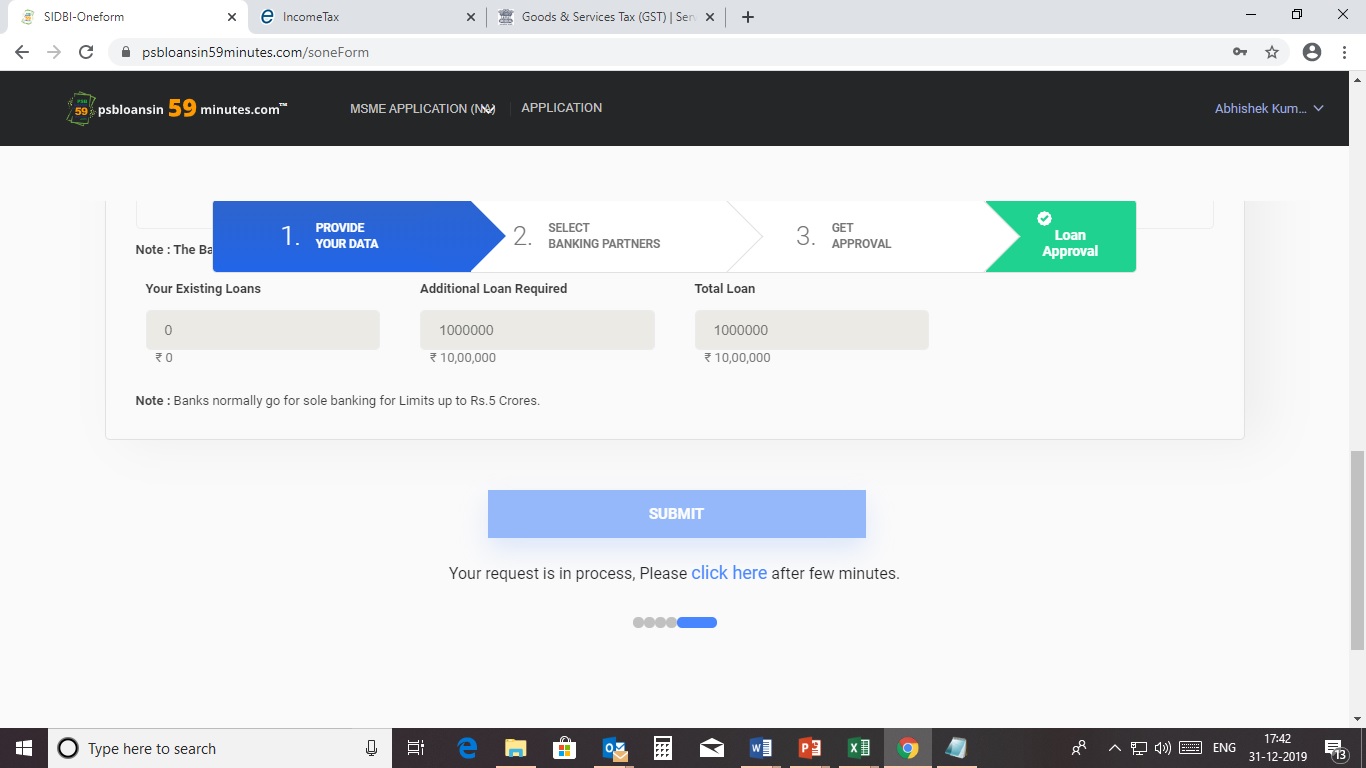 SIDBI-Oneform
IncomeTax
Goods & Services Tax (GST) | Ser
psbloansin59minutes.com/soneForm
PSB 59 psbloansin 59 minutes.com™
MSME APPLICATION
APPLICATION
Abhishek Kum...
1. PROVIDE YOUR DATA
2. SELECT BANKING PARTNERS
3. GET APPROVAL
Loan Approval
Note : The Ba
Your Existing Loans
Additional Loan Required
Total Loan
0
1000000
1000000
₹ 0
₹ 10,00,000
₹ 10,00,000
Note : Banks normally go for sole banking for Limits up to Rs.5 Crores.
SUBMIT
Your request is in process, Please click here after few minutes.
Type here to search
ENG
17:42
31-12-2019
13